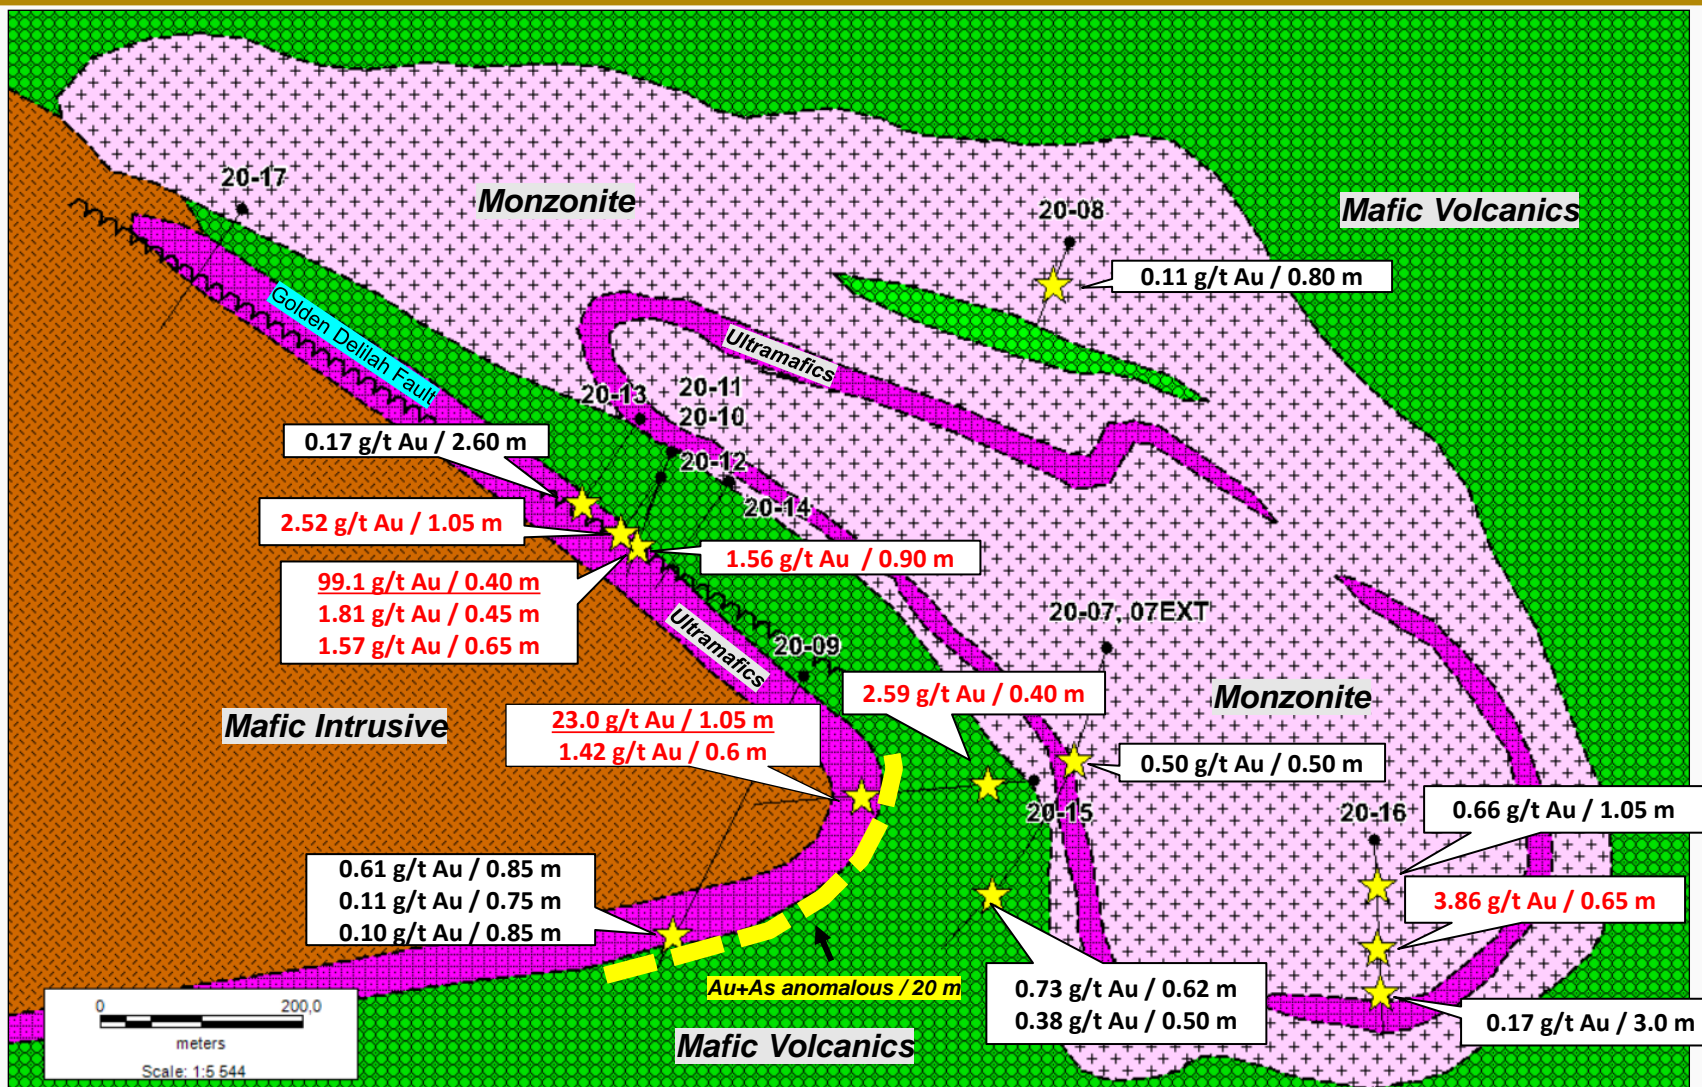 20-17
Monzonite
20-08
Mafic Volcanics
0.11 g/t Au / 0.80 m
Golden Delilah Fault
Ultramafics
20-13
20-11
20-10
0.17 g/t Au / 2.60 m
20-12
20-14
2.52 g/t Au / 1.05 m
1.56 g/t Au / 0.90 m
99.1 g/t Au / 0.40 m
1.81 g/t Au / 0.45 m
1.57 g/t Au / 0.65 m
Ultramafics
20-09
20-07, 07EXT
2.59 g/t Au / 0.40 m
Monzonite
Mafic Intrusive
23.0 g/t Au / 1.05 m
1.42 g/t Au / 0.6 m
0.50 g/t Au / 0.50 m
20-15
20-16
0.66 g/t Au / 1.05 m
3.86 g/t Au / 0.65 m
0.61 g/t Au / 0.85 m
0.11 g/t Au / 0.75 m
0.10 g/t Au / 0.85 m
Au+As anomalous / 20 m
0.73 g/t Au / 0.62 m
0.38 g/t Au / 0.50 m
0.17 g/t Au / 3.0 m
Mafic Volcanics
0 200,0
meters
Scale: 1:5 544